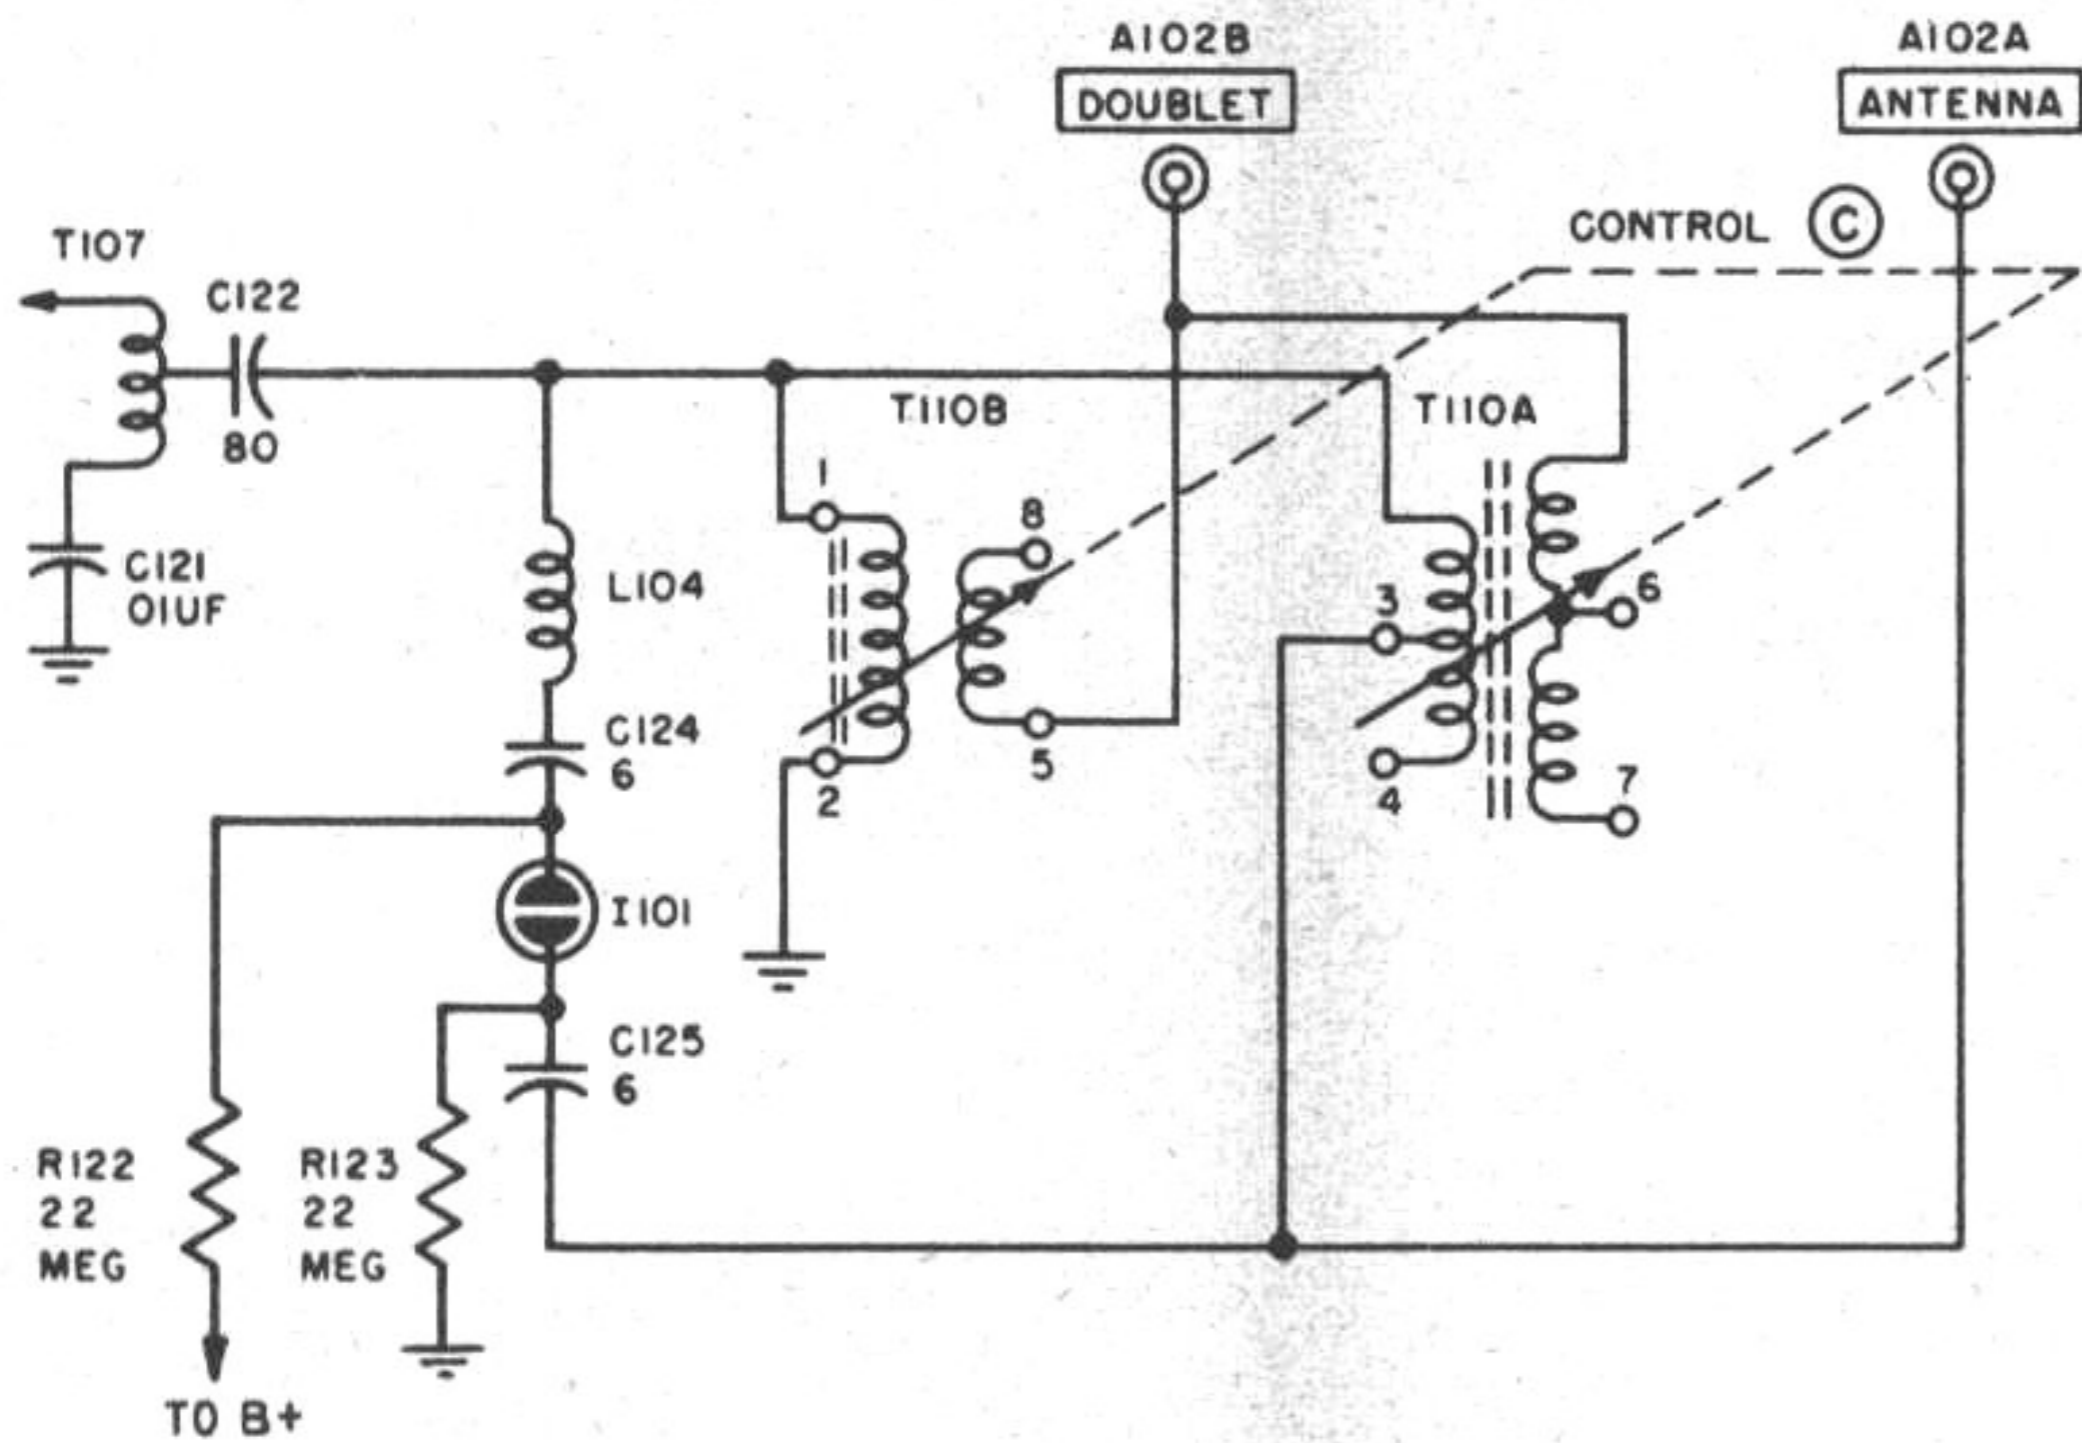 A102B
DOUBLET
A102A
ANTENNA
CONTROL C
T107
C122
80
T110B
T110A
1
8
3
6
C121
01UF
L104
5
2
4
7
C124
6
I101
C125
6
R122
22
MEG
R123
22
MEG
TO B+